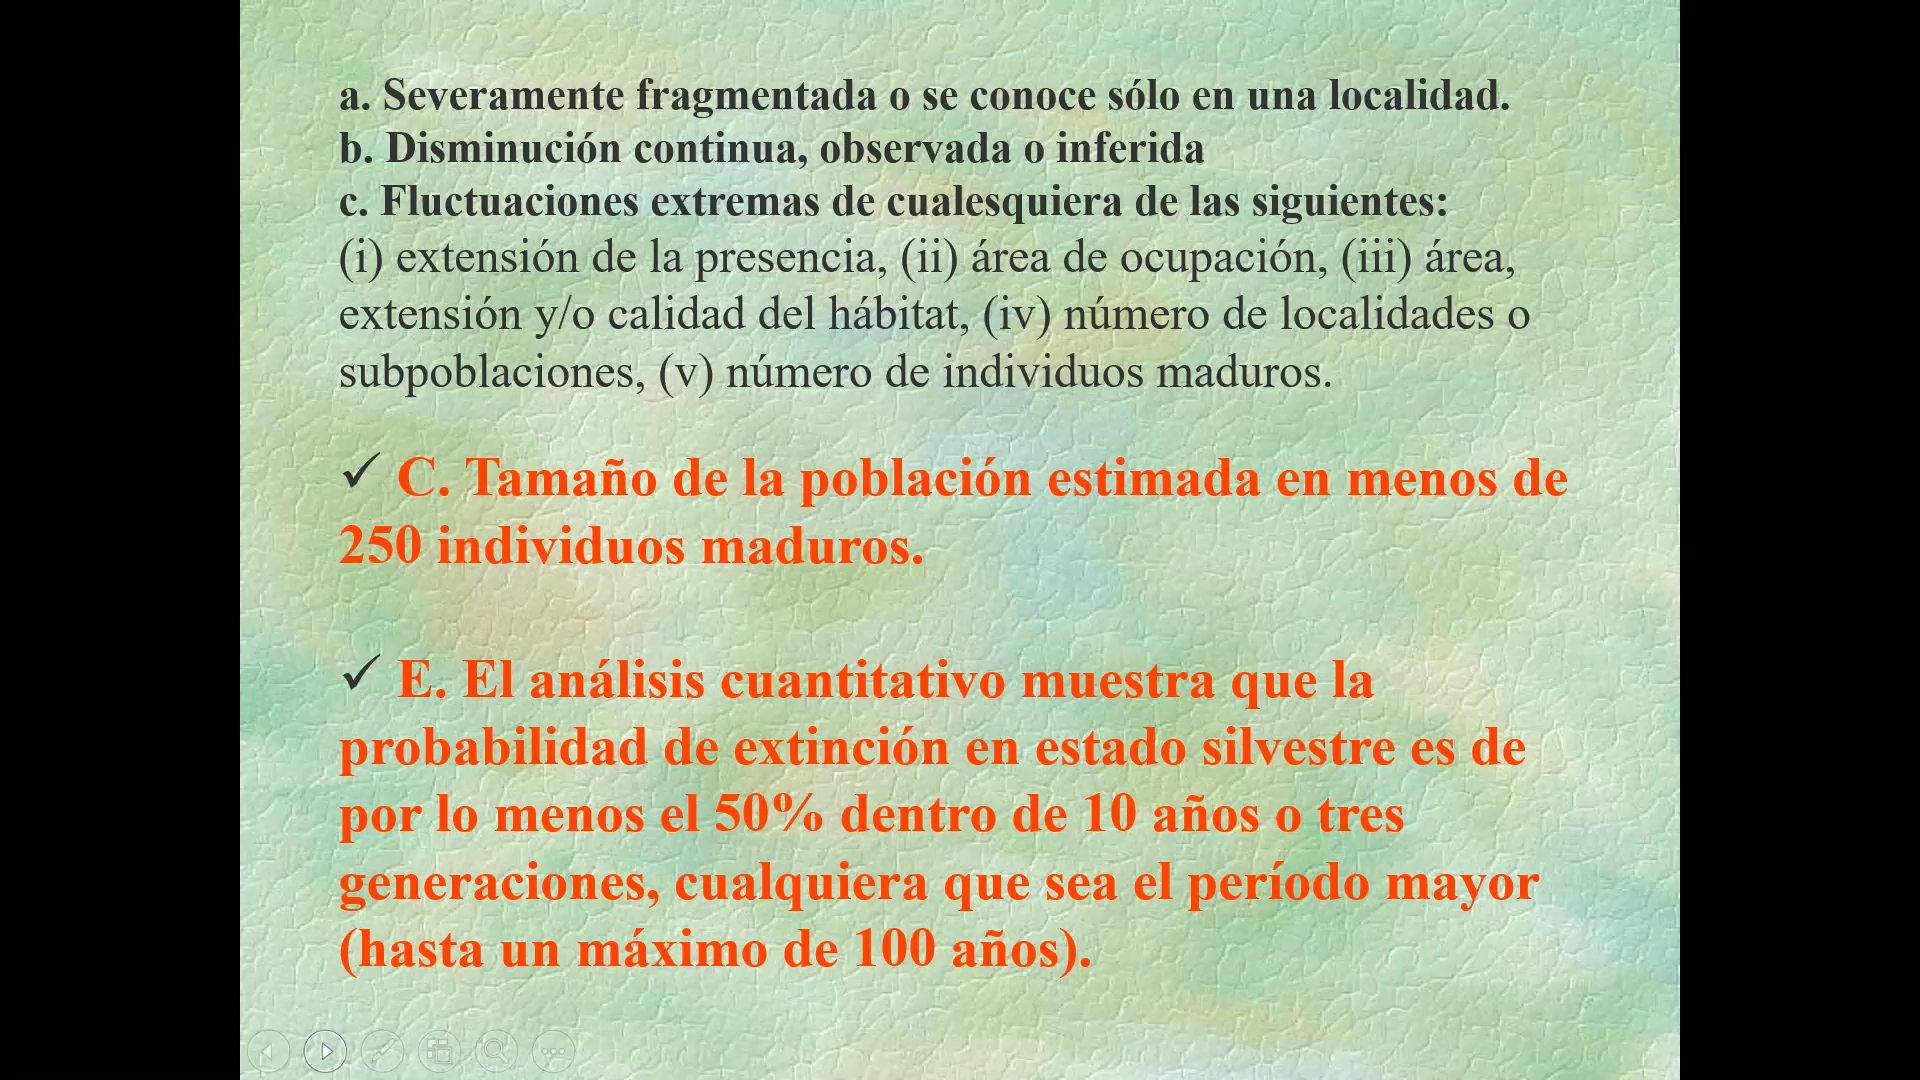 a. Severamente fragmentada o se conoce sólo en una localidad.
b. Disminución continua, observada o inferida
c. Fluctuaciones extremas de cualesquiera de las siguientes:
(i) extensión de la presencia, (ii) área de ocupación, (iii) área,
extensión y/o calidad del hábitat, (iv) número de localidades o
subpoblaciones, (v) número de individuos maduros.
✓ C. Tamaño de la población estimada en menos de
250 individuos maduros.
✓ E. El análisis cuantitativo muestra que la
probabilidad de extinción en estado silvestre es de
por lo menos el 50% dentro de 10 años o tres
generaciones, cualquiera que sea el período mayor
(hasta un máximo de 100 años).